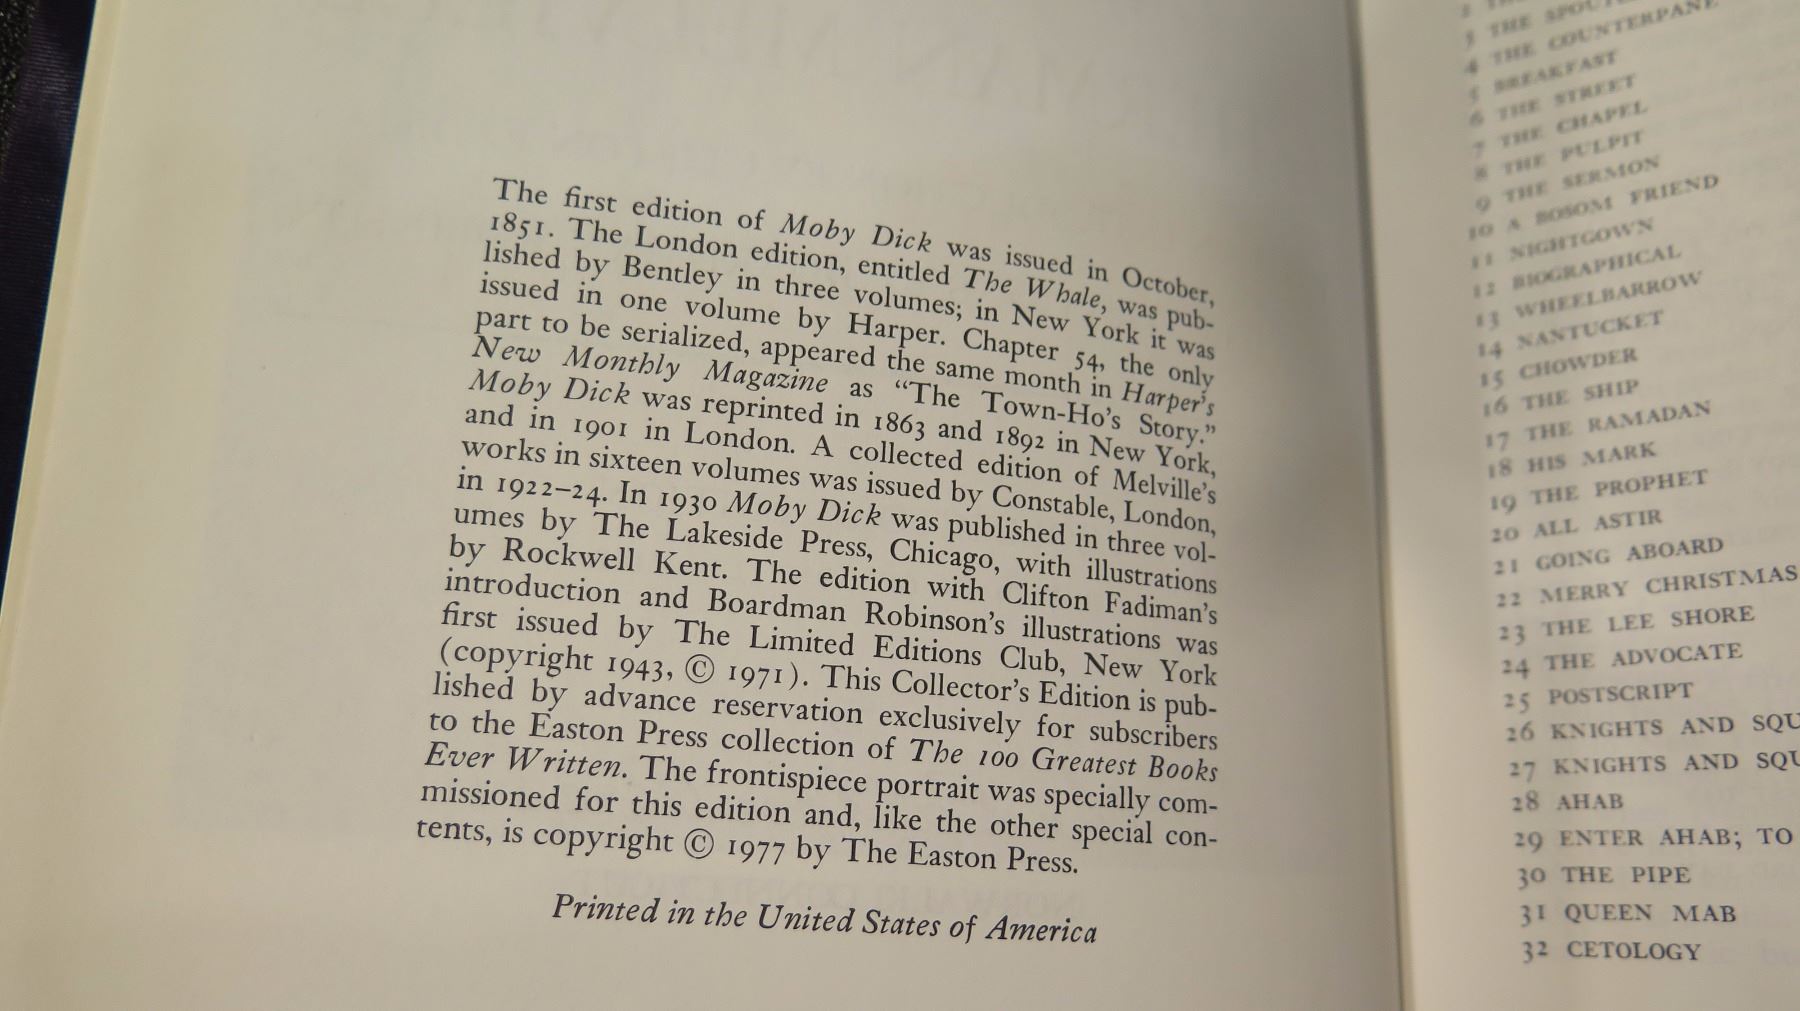 The first edition of Moby Dick was issued in October,
1851. The London edition, entitled The Whale, was pub-
lished by Bentley in three volumes; in New York it was
issued in one volume by Harper. Chapter 54, the only
part to be serialized, appeared the same month in Harper's
New Monthly Magazine as “The Town-Ho's Story.”
Moby Dick was reprinted in 1863 and 1892 in New York,
and in 1901 in London. A collected edition of Melville's
works in sixteen volumes was issued by Constable, London,
in 1922–24. In 1930 Moby Dick was published in three vol-
umes by The Lakeside Press, Chicago, with illustrations
by Rockwell Kent. The edition with Clifton Fadiman's
introduction and Boardman Robinson's illustrations was
first issued by The Limited Editions Club, New York
(copyright 1943, © 1971). This Collector's Edition is pub-
lished by advance reservation exclusively for subscribers
to the Easton Press collection of The 100 Greatest Books
Ever Written. The frontispiece portrait was specially com-
missioned for this edition and, like the other special con-
tents, is copyright © 1977 by The Easton Press.
Printed in the United States of America
3 THE
4 THE COUNTERPANE
5 BREAKFAST
6 THE STREET
7 THE CHAPEL
8 THE PULPIT
9 THE SERMON
10 A BOSOM FRIEND
11 NIGHTGOWN
12 BIOGRAPHICAL
13 WHEELBARROW
14 NANTUCKET
15 CHOWDER
16 THE SHIP
17 THE RAMADAN
18 HIS MARK
19 THE PROPHET
20 ALL ASTIR
21 GOING ABOARD
22 MERRY CHRISTMAS
23 THE LEE SHORE
24 THE ADVOCATE
25 POSTSCRIPT
26 KNIGHTS AND SQU
27 KNIGHTS AND SQU
28 AHAB
29 ENTER AHAB; TO
30 THE PIPE
31 QUEEN MAB
32 CETOLOGY